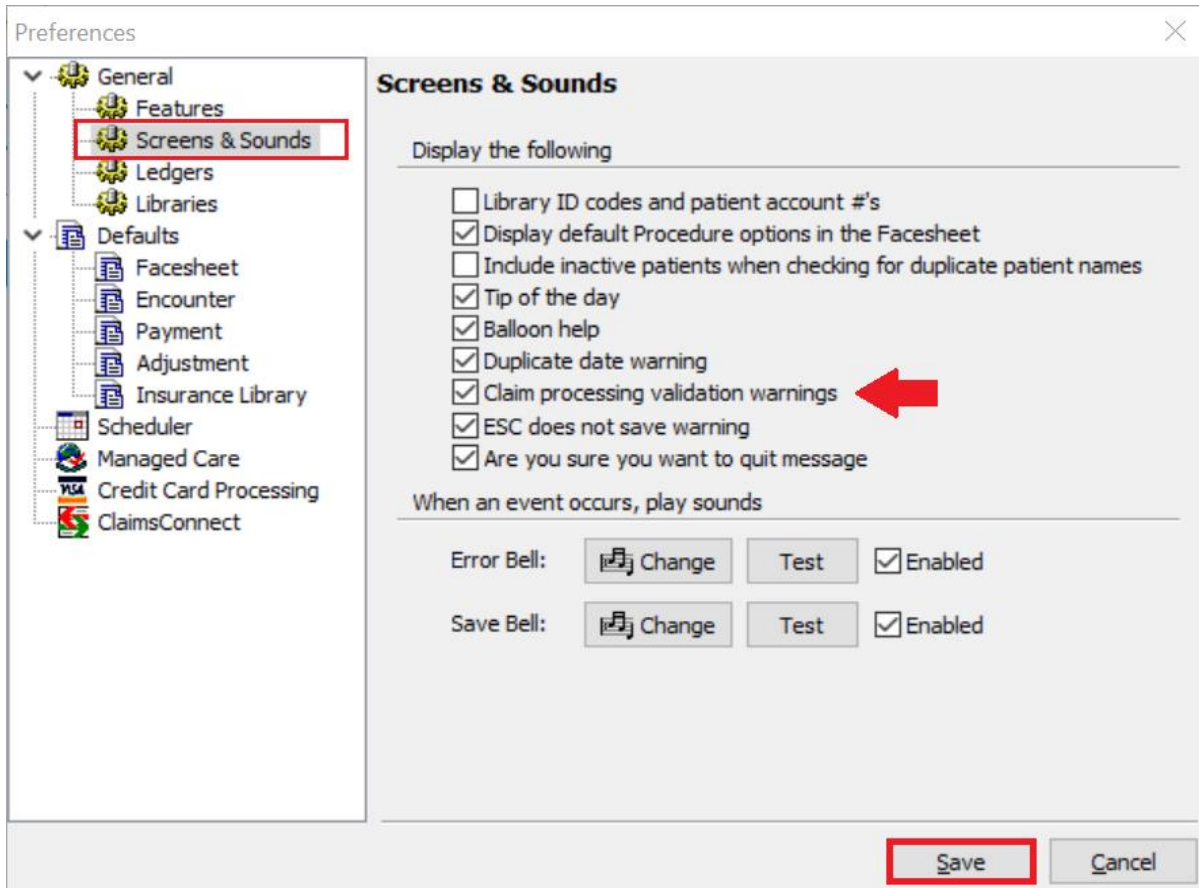 Preferences
General
Features
Screens & Sounds
Ledgers
Libraries
Defaults
Facesheet
Encounter
Payment
Adjustment
Insurance Library
Scheduler
Managed Care
VISA
Credit Card Processing
ClaimsConnect
Screens & Sounds
Display the following
Library ID codes and patient account #'s
Display default Procedure options in the Facesheet
Include inactive patients when checking for duplicate patient names
Tip of the day
Balloon help
Duplicate date warning
Claim processing validation warnings
ESC does not save warning
Are you sure you want to quit message
When an event occurs, play sounds
Error Bell: Change Test Enabled
Save Bell: Change Test Enabled
Save Cancel